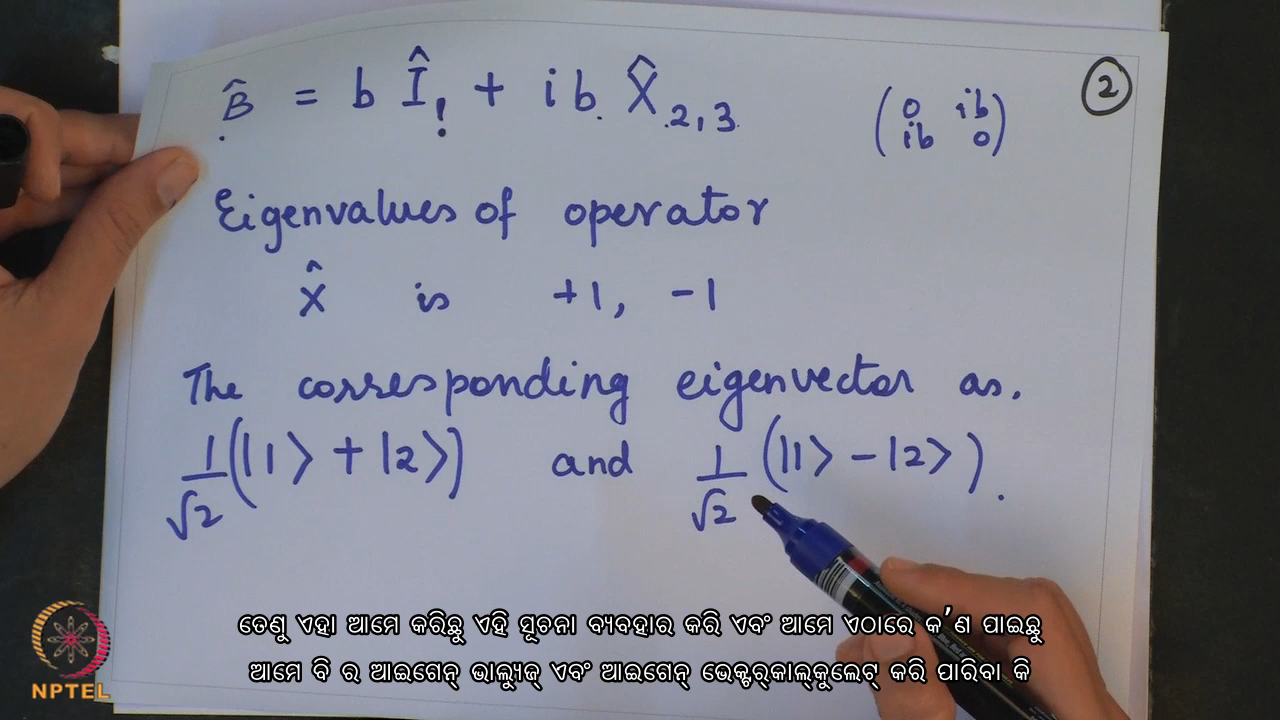 B̂ = b Î₁ + i b X̂₂,₃ (0 ib
ib 0) 2
Eigenvalues of operator
X̂ is +1, -1
The corresponding eigenvector as.
1/√2 (|1⟩ + |2⟩) and 1/√2 (|1⟩ - |2⟩).
ତେଣୁ ଏହା ଆମେ କରିଛୁ ଏହି ସୂଚନା ବ୍ୟବହାର କରି ଏବଂ ଆମେ ଏଠାରେ କ'ଣ ପାଇଛୁ
ଆମେ ବି ର ଆଇଗେନ୍ ଭାଲ୍ୟୁଜ୍ ଏବଂ ଆଇଗେନ୍ ଭେକ୍ଟର୍‌କାଲ୍‌କୁଲେଟ୍ କରି ପାରିବା କି
NPTEL